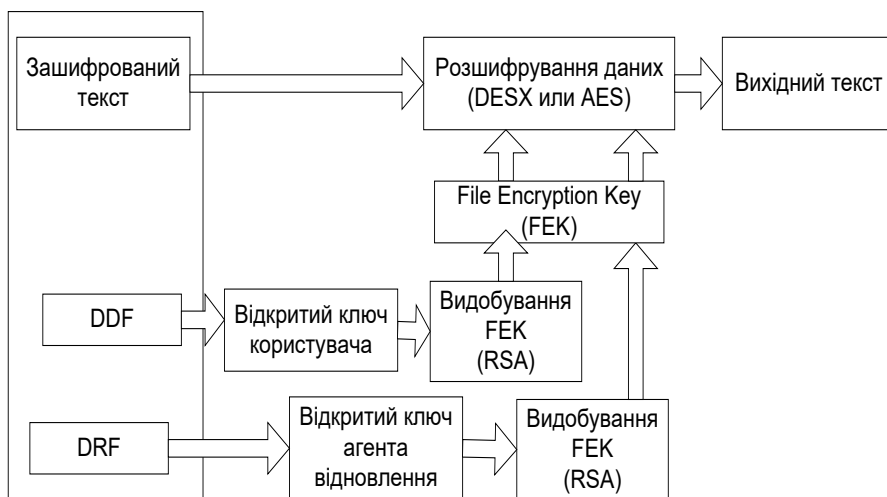 Зашифрований
текст
Розшифрування даних
(DESX или AES)
Вихідний текст
File Encryption Key
(FEK)
DDF
Відкритий ключ
користувача
Видобування
FEK
(RSA)
DRF
Відкритий ключ
агента
відновлення
Видобування
FEK
(RSA)